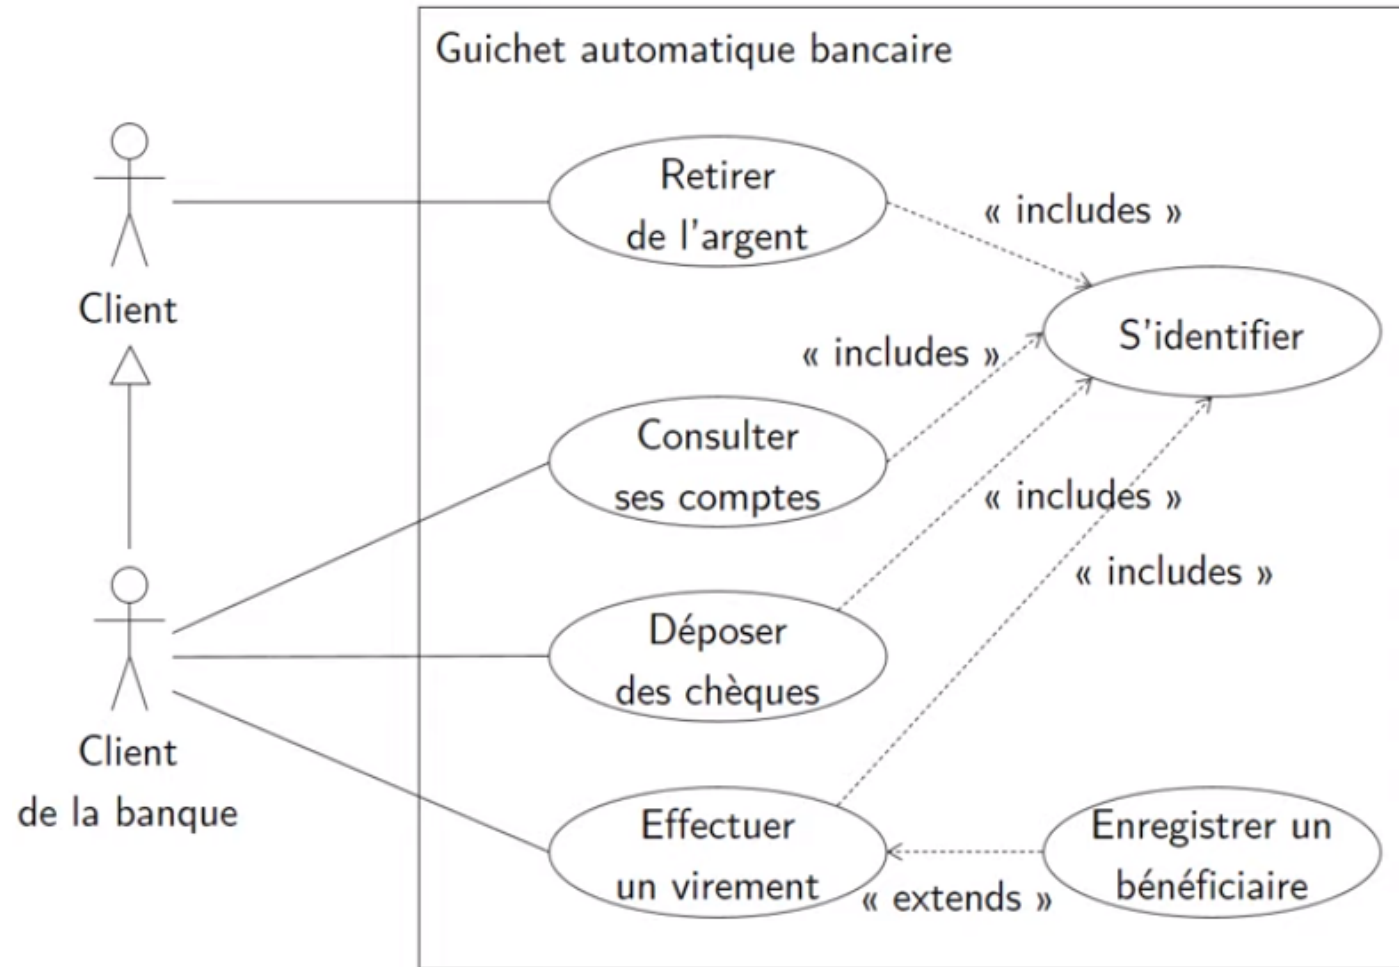 Guichet automatique bancaire
Retirer
de l'argent
« includes »
Client
S'identifier
« includes »
Consulter
ses comptes
« includes »
« includes »
Déposer
des chèques
Client
de la banque
Effectuer
un virement
« extends »
Enregistrer un
bénéficiaire